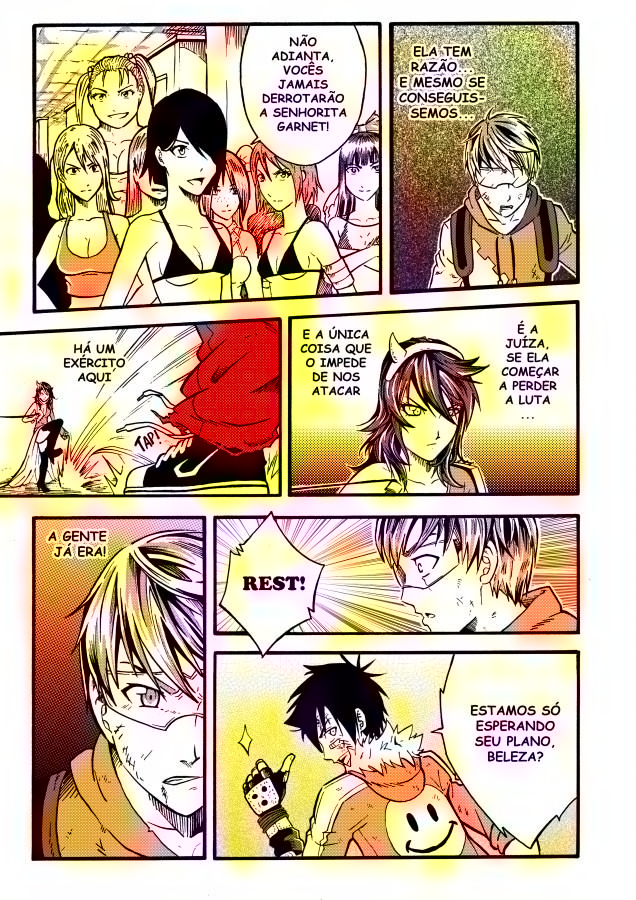 NÃO
ADIANTA,
VOCÊS
JAMAIS
DERROTARÃO
A SENHORITA
GARNET!
ELA TEM
RAZÃO...
E MESMO SE
CONSEGUIS-
SEMOS...
HÁ UM
EXÉRCITO
AQUI
TAP!
E A ÚNICA
COISA QUE
O IMPEDE
DE NOS
ATACAR
É A
JUÍZA,
SE ELA
COMEÇAR
A PERDER
A LUTA
...
A GENTE
JÁ ERA!
REST!
ESTAMOS SÓ
ESPERANDO
SEU PLANO,
BELEZA?